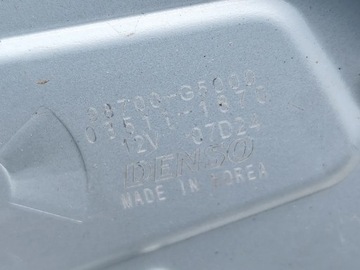 98700-G5000
12V 07D24
DENSO
MADE IN KOREA